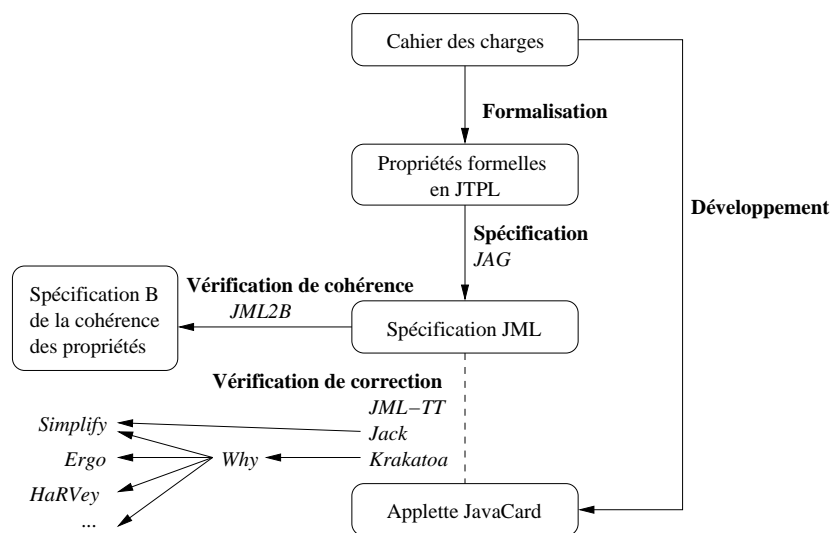 Cahier des charges
Formalisation
Propriétés formelles
en JTPL
Développement
Spécification
JAG
Vérification de cohérence
JML2B
Spécification B
de la cohérence
des propriétés
Spécification JML
Vérification de correction
JML−TT
Simplify
Jack
Ergo
Why
Krakatoa
HaRVey
...
Applette JavaCard